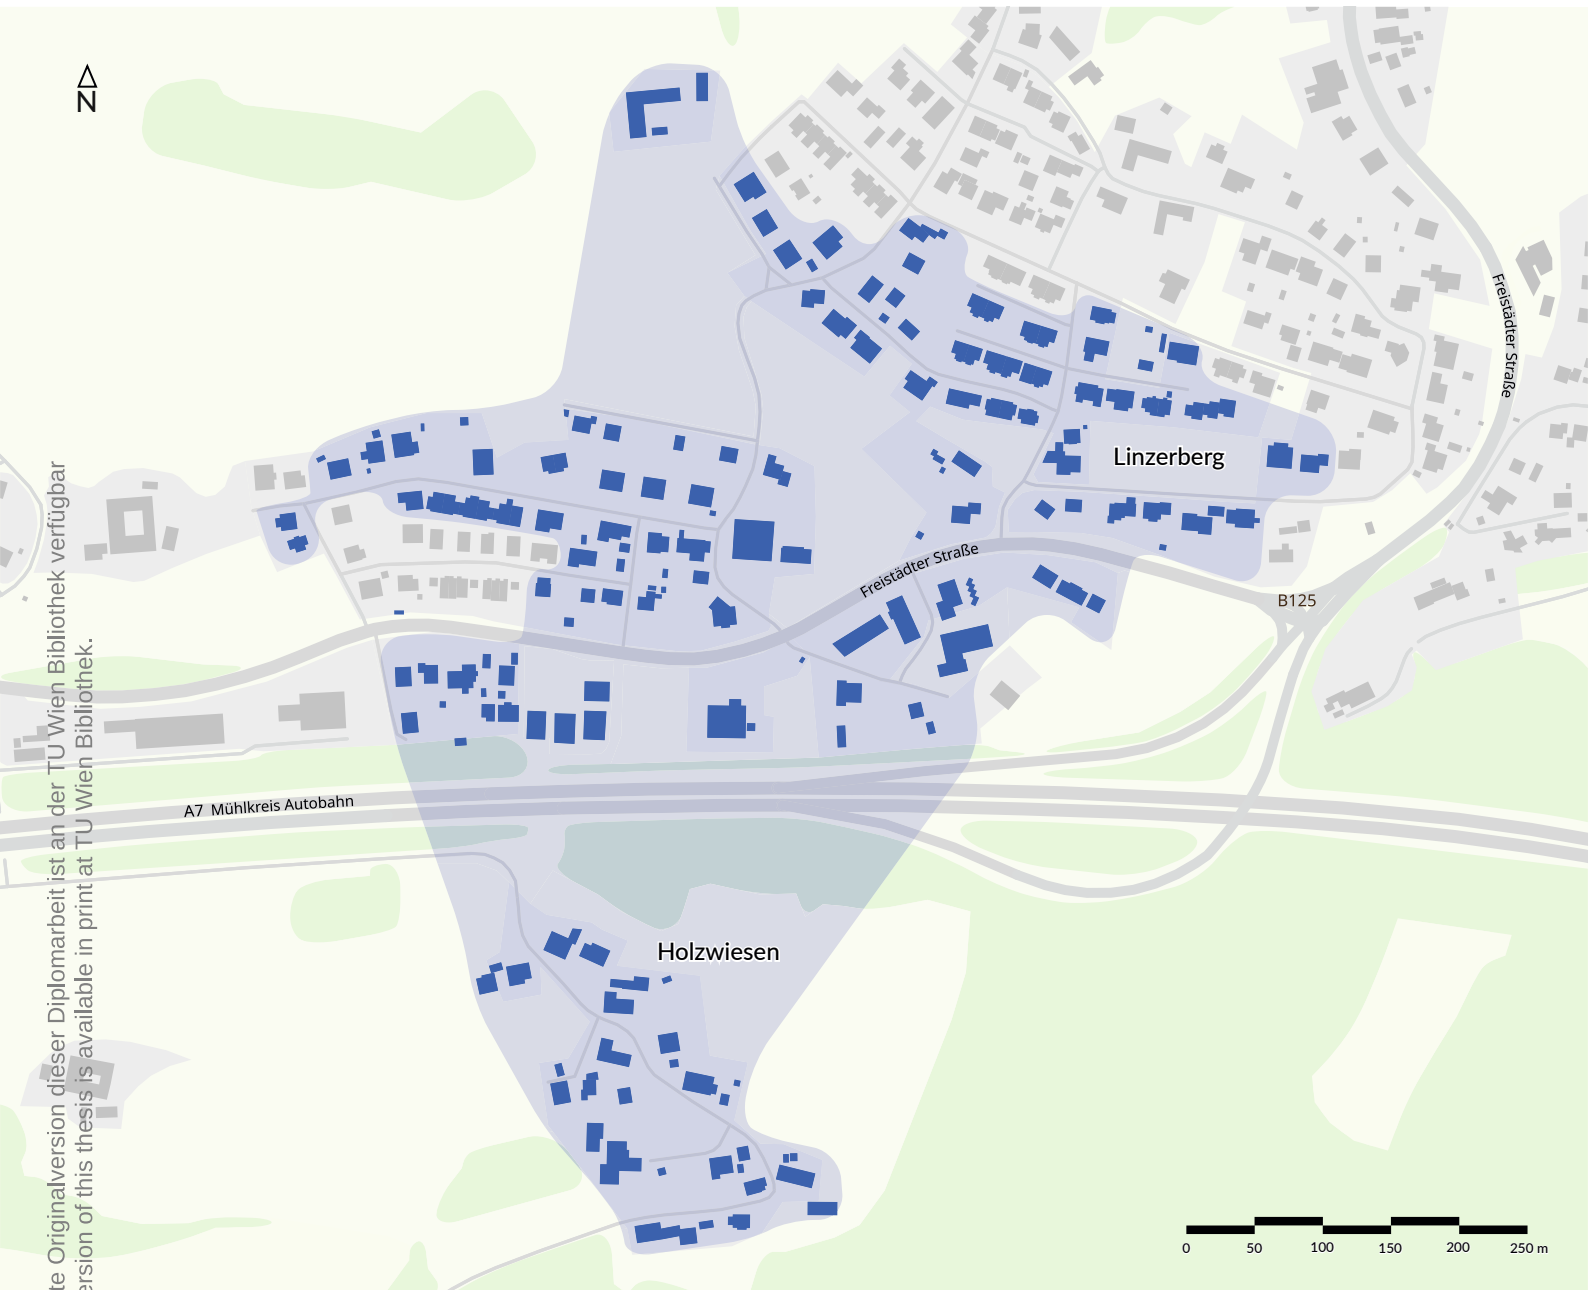 N
Freistädter Straße
Linzerberg
Freistädter Straße
B125
A7 Mühlkreis Autobahn
Holzwiesen
0 50 100 150 200 250 m
te Originalversion dieser Diplomarbeit ist an der TU Wien Bibliothek verfügbar
ersion of this thesis is available in print at TU Wien Bibliothek.